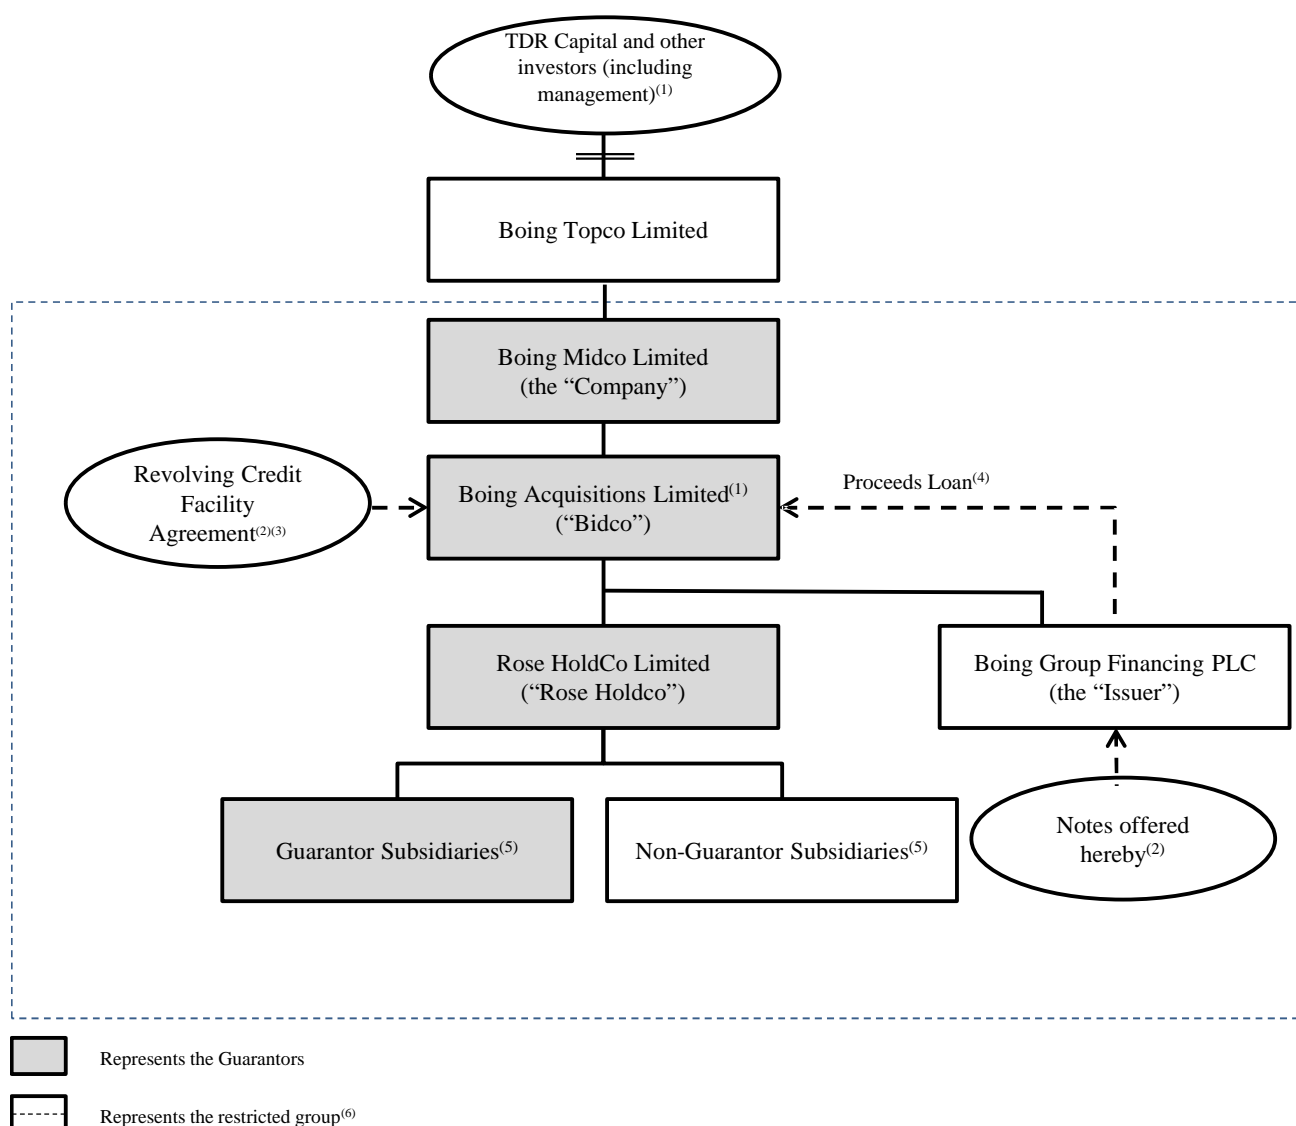 TDR Capital and other
investors (including
management)(1)
Boing Topco Limited
Boing Midco Limited
(the “Company”)
Revolving Credit
Facility
Agreement(2)(3)
Boing Acquisitions Limited(1)
(“Bidco”)
Proceeds Loan(4)
Rose HoldCo Limited
(“Rose Holdco”)
Boing Group Financing PLC
(the “Issuer”)
Guarantor Subsidiaries(5)
Non-Guarantor Subsidiaries(5)
Notes offered
hereby(2)
Represents the Guarantors
Represents the restricted group(6)